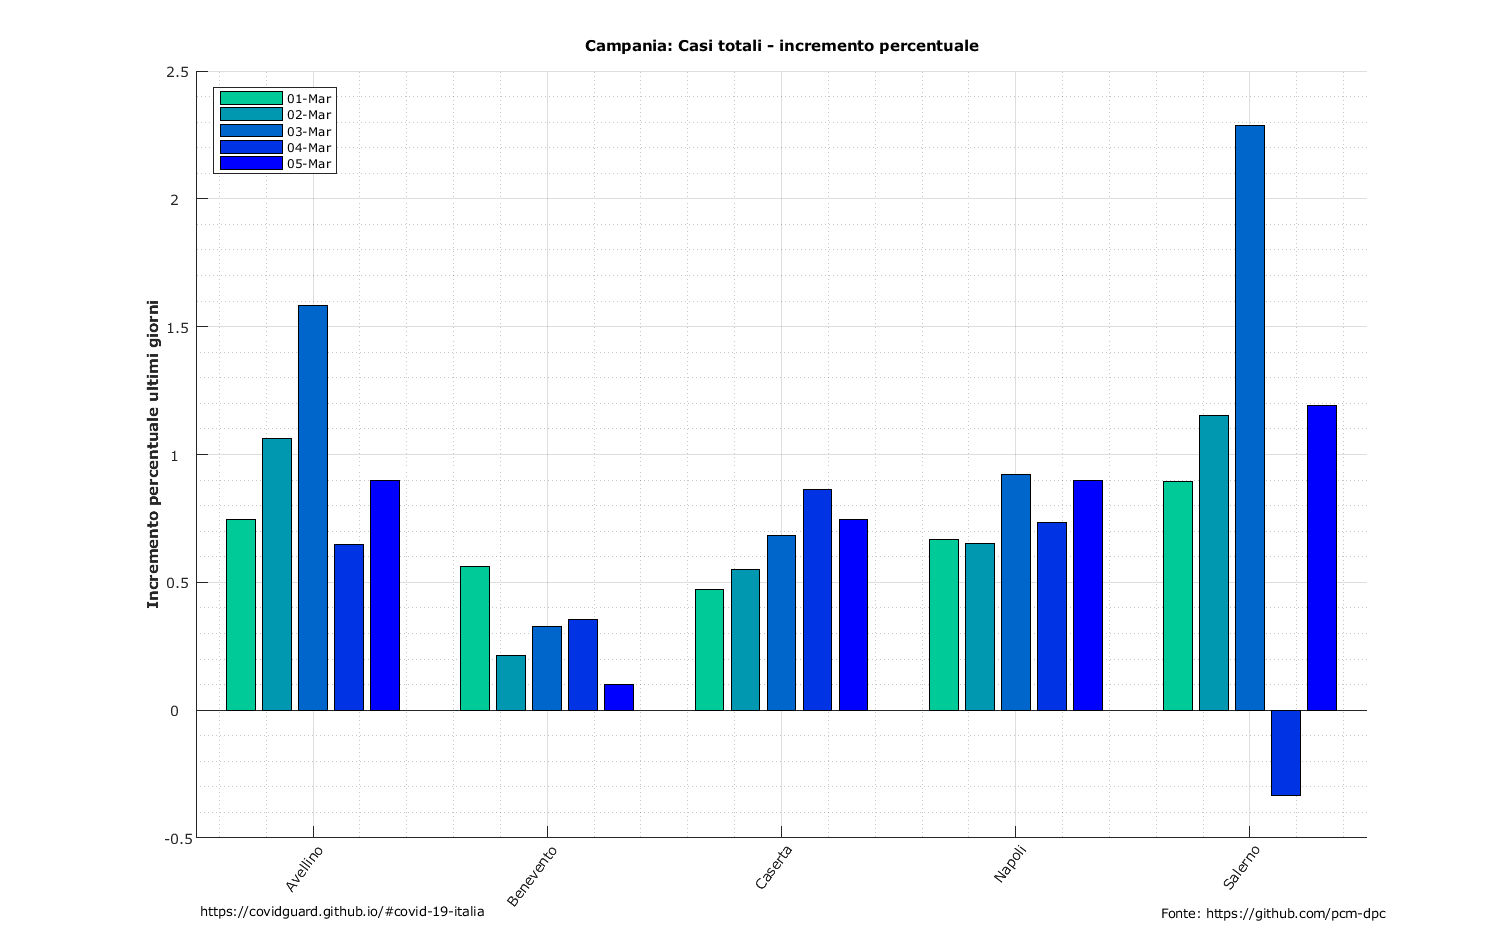 Campania: Casi totali - incremento percentuale
2.5
2
1.5
1
0.5
0
-0.5
Incremento percentuale ultimi giorni
01-Mar
02-Mar
03-Mar
04-Mar
05-Mar
Avellino
Benevento
Caserta
Napoli
Salerno
https://covidguard.github.io/#covid-19-italia
Fonte: https://github.com/pcm-dpc